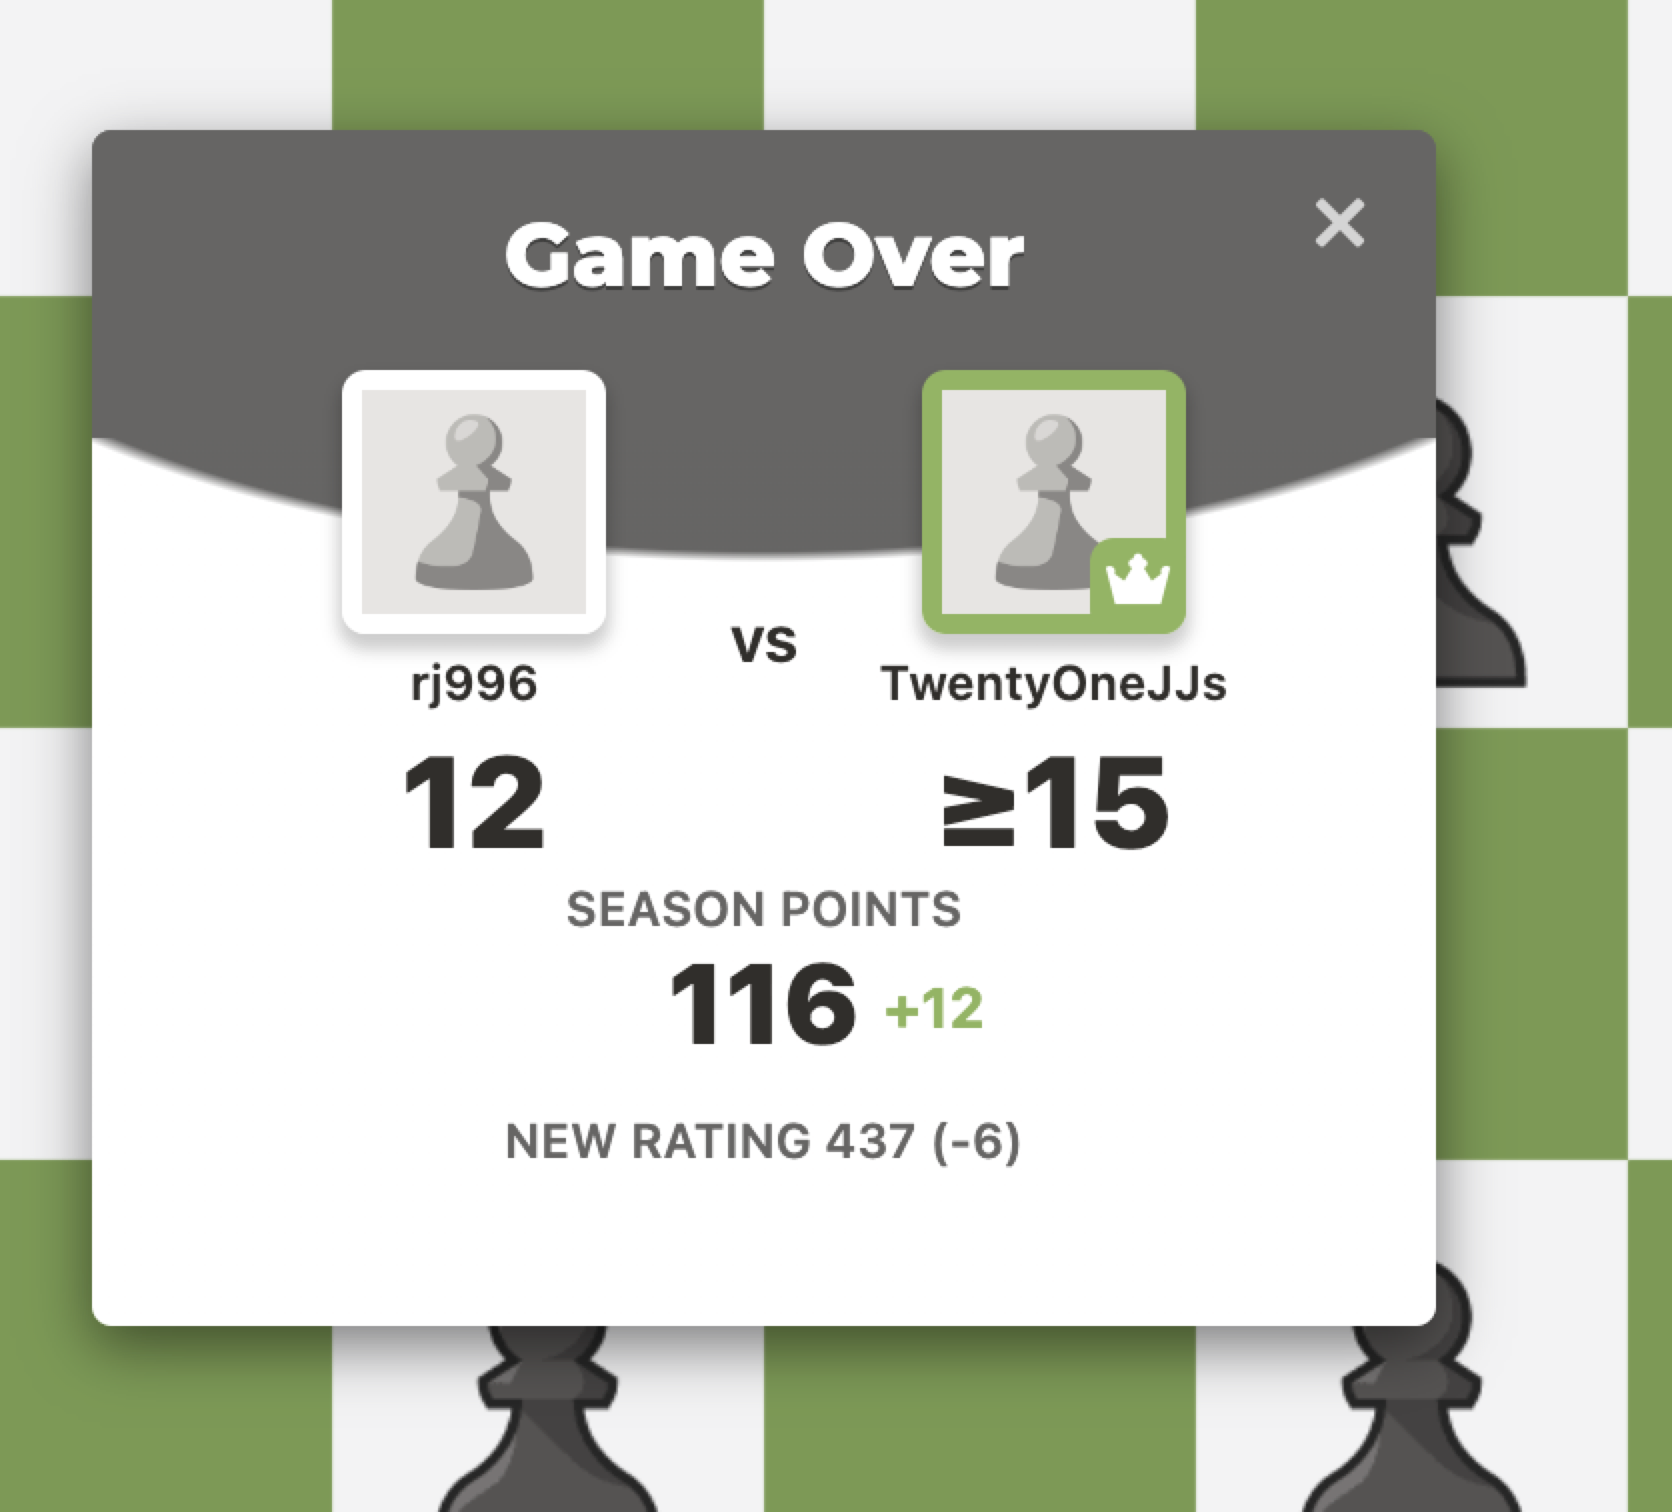 Game Over
vs
rj996 TwentyOneJJs
12 ≥15
SEASON POINTS
116 +12
NEW RATING 437 (-6)